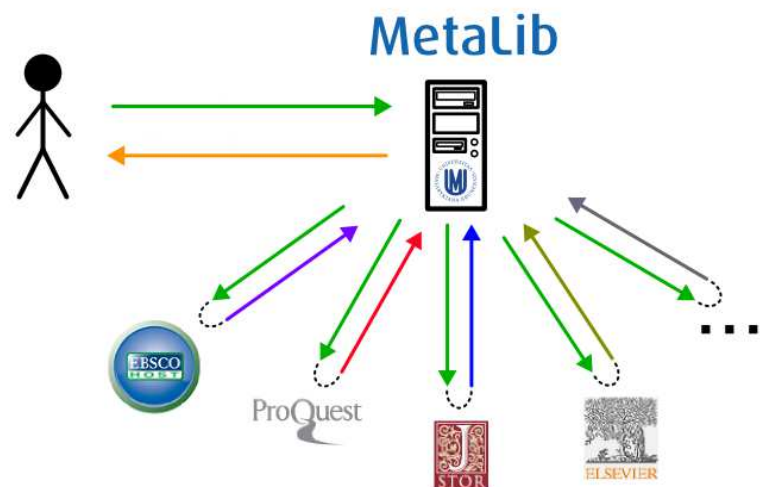 MetaLib
EBSCO
HOST
ProQuest
J
STOR
ELSEVIER
...